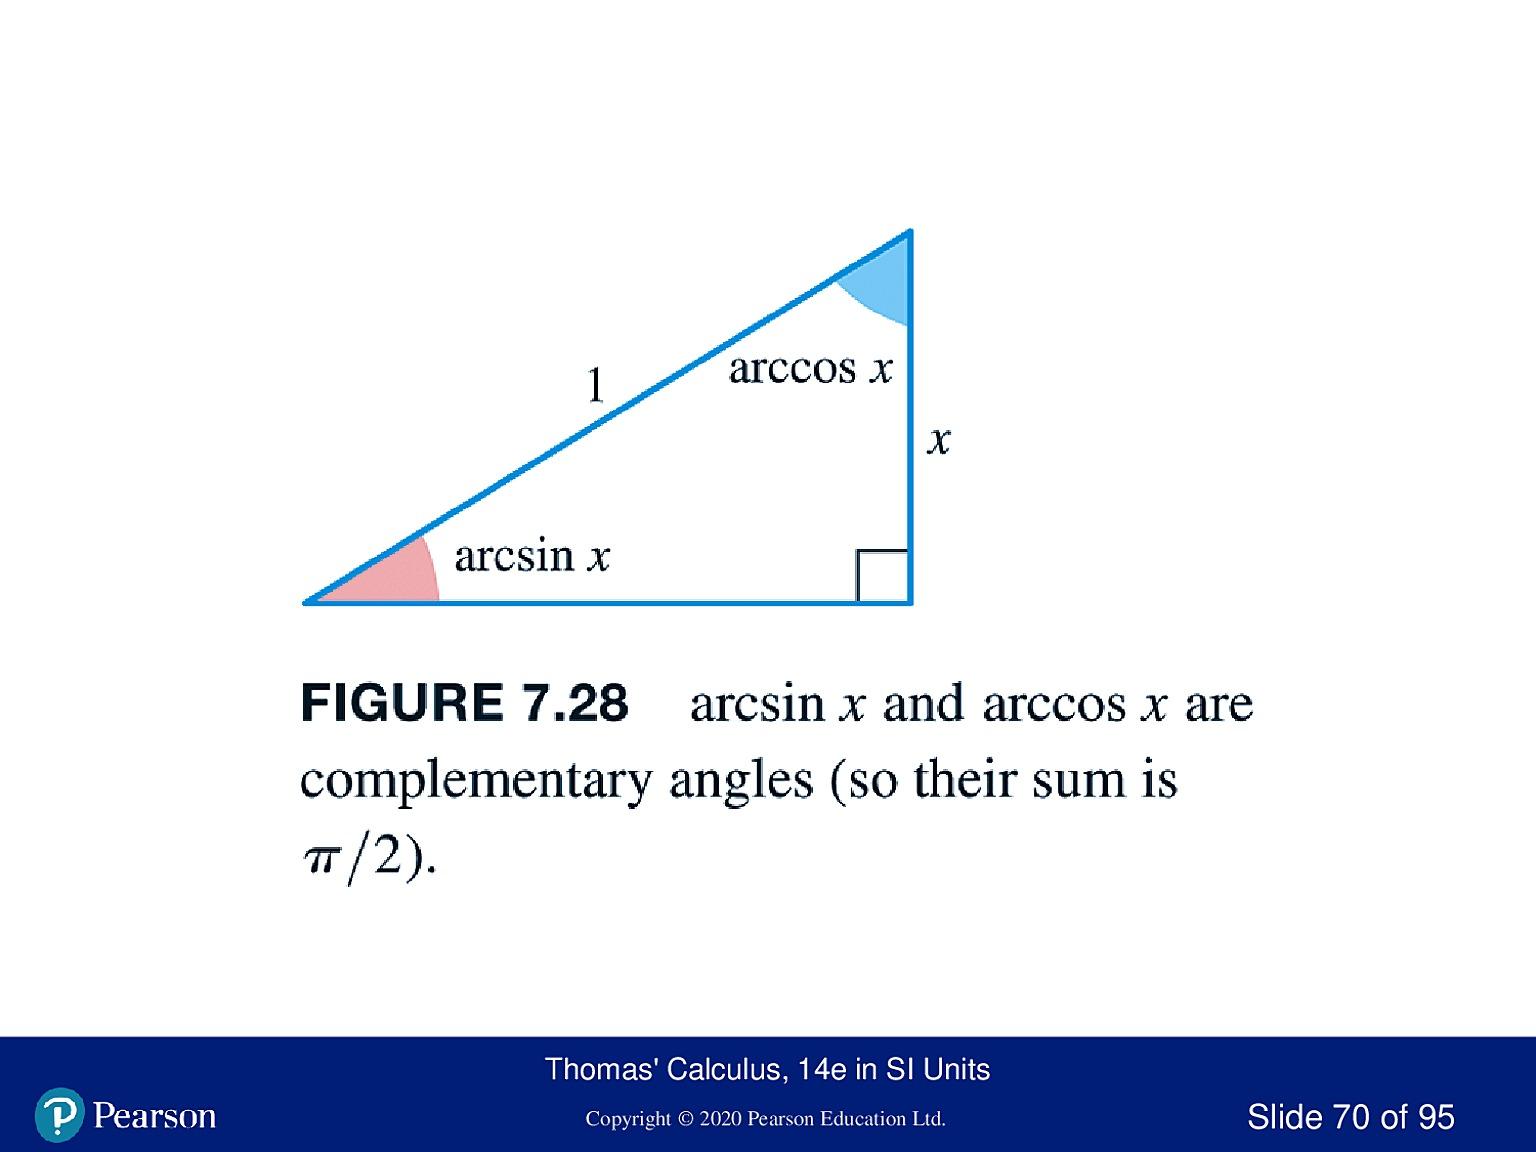 1
arccos x
x
arcsin x
FIGURE 7.28 arcsin x and arccos x are
complementary angles (so their sum is
π/2).
Thomas' Calculus, 14e in SI Units
Pearson
Copyright © 2020 Pearson Education Ltd.
Slide 70 of 95